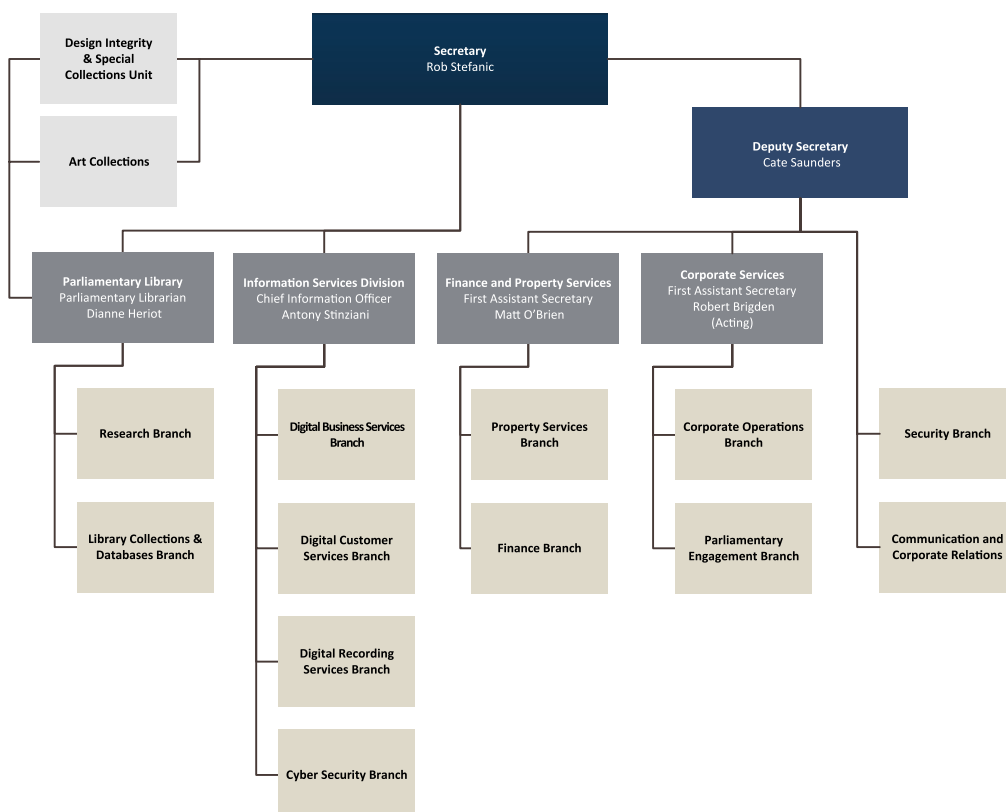 Design Integrity
& Special
Collections Unit
Secretary
Rob Stefanic
Art Collections
Deputy Secretary
Cate Saunders
Parliamentary Library
Parliamentary Librarian
Dianne Heriot
Information Services Division
Chief Information Officer
Antony Stinziani
Finance and Property Services
First Assistant Secretary
Matt O’Brien
Corporate Services
First Assistant Secretary
Robert Brigden
(Acting)
Research Branch
Digital Business Services
Branch
Property Services
Branch
Corporate Operations
Branch
Security Branch
Library Collections &
Databases Branch
Digital Customer
Services Branch
Finance Branch
Parliamentary
Engagement Branch
Communication and
Corporate Relations
Digital Recording
Services Branch
Cyber Security Branch